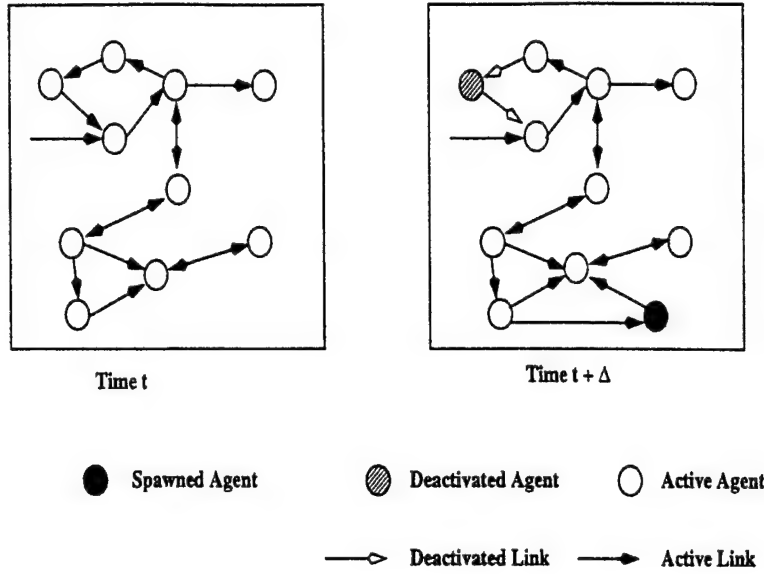 Time t
Time t + Δ
Spawned Agent
Deactivated Agent
Active Agent
Deactivated Link
Active Link